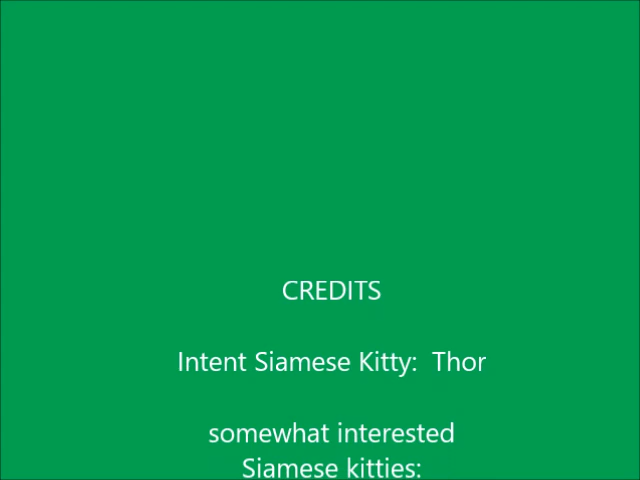 CREDITS
Intent Siamese Kitty:  Thor
somewhat interested
Siamese kitties: